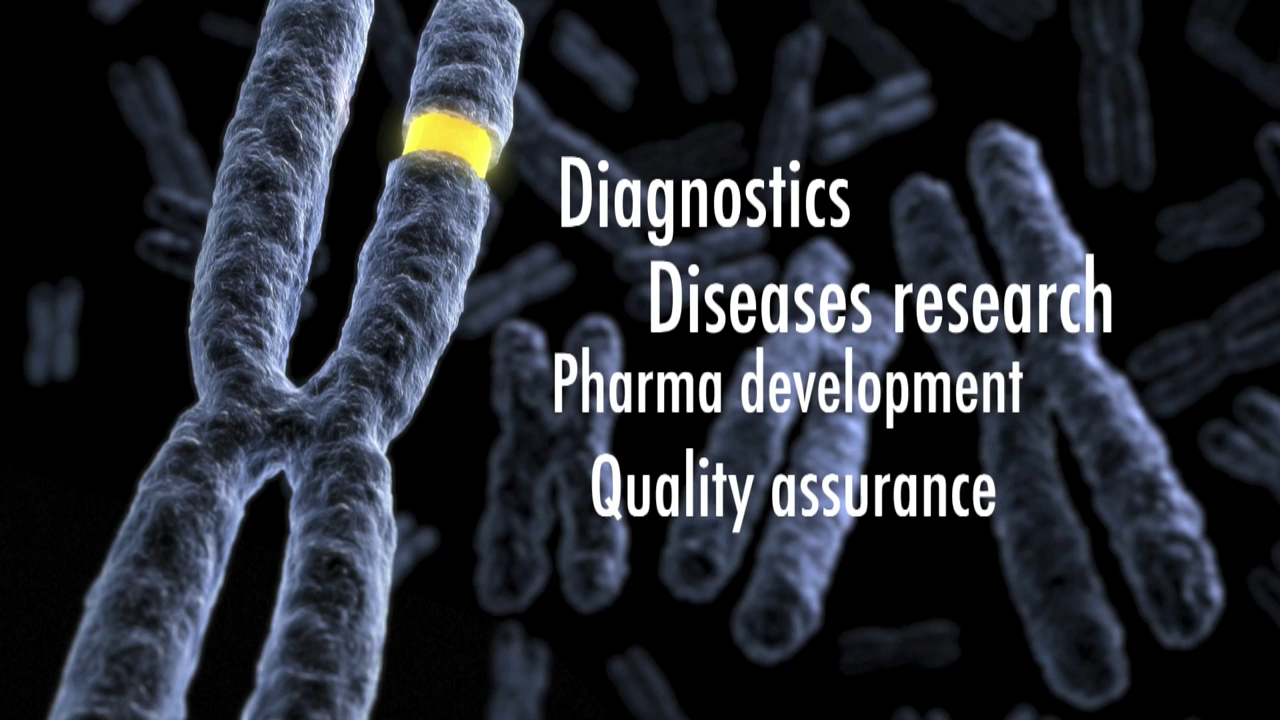 Diagnostics
Diseases research
Pharma development
Quality assurance